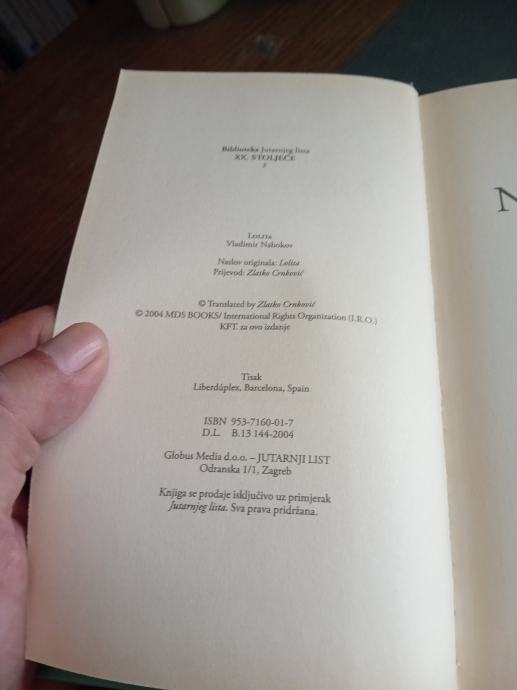 Biblioteka Jutarnjeg lista
XX. STOLJEĆE
2
LOLITA
Vladimir Nabokov
Naslov originala: Lolita
Prijevod: Zlatko Crnković
© Translated by Zlatko Crnković
© 2004 MDS BOOKS/ International Rights Organization (I.R.O.)
KFT. za ovo izdanje
Tisak
Liberdúplex, Barcelona, Spain
ISBN 953-7160-01-7
D.L. B.13 144-2004
Globus Media d.o.o. – JUTARNJI LIST
Odranska 1/1, Zagreb
Knjiga se prodaje isključivo uz primjerak
Jutarnjeg lista. Sva prava pridržana.
N